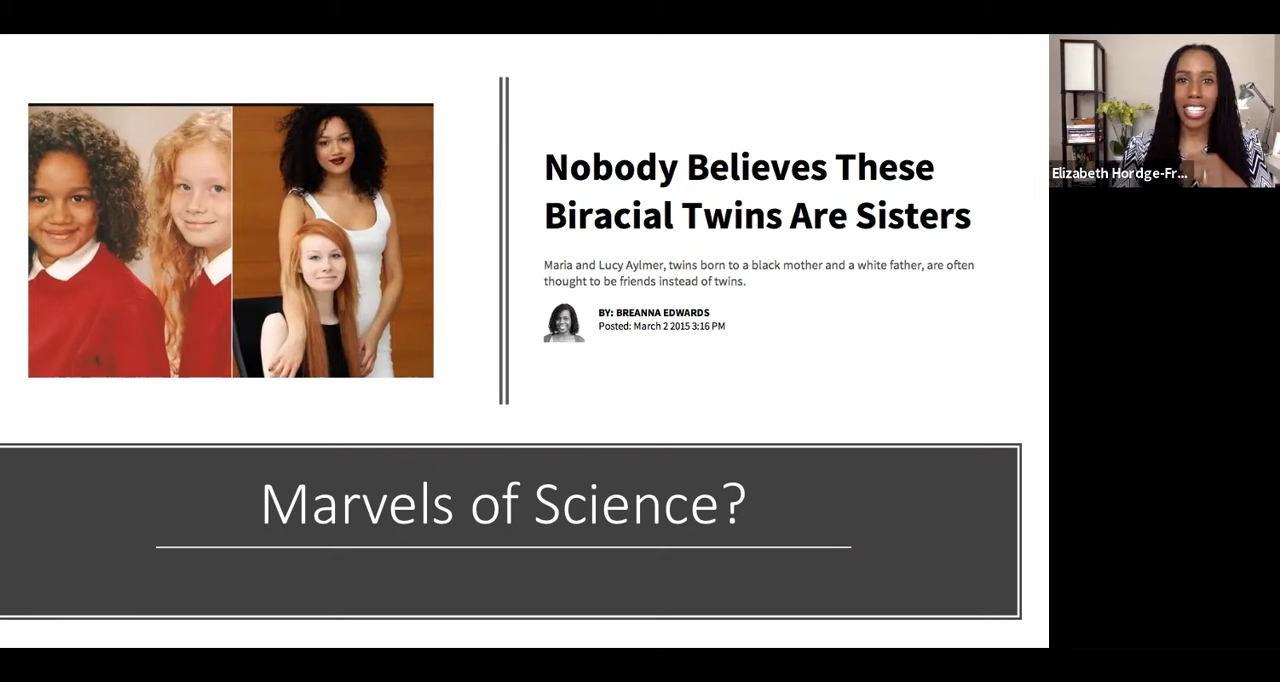 Nobody Believes These
Biracial Twins Are Sisters
Maria and Lucy Aylmer, twins born to a black mother and a white father, are often
thought to be friends instead of twins.
BY: BREANNA EDWARDS
Posted: March 2 2015 3:16 PM
Elizabeth Hordge-Fr...
Marvels of Science?